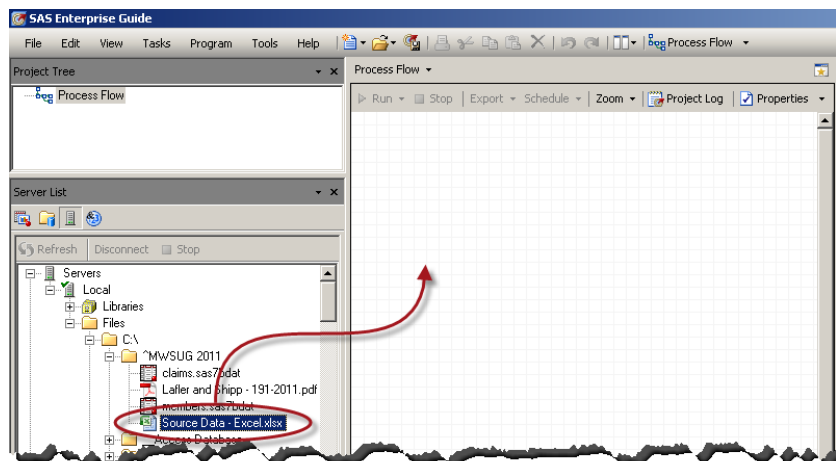 SAS Enterprise Guide
File Edit View Tasks Program Tools Help Process Flow
Project Tree
Process Flow
Process Flow
Run Stop Export Schedule Zoom Project Log Properties
Server List
Refresh Disconnect Stop
Servers
Local
Libraries
Files
C:\
^MWSUG 2011
claims.sas7bdat
Lafler and Shipp - 191-2011.pdf
members.sas7bdat
Source Data - Excel.xlsx
Access Database